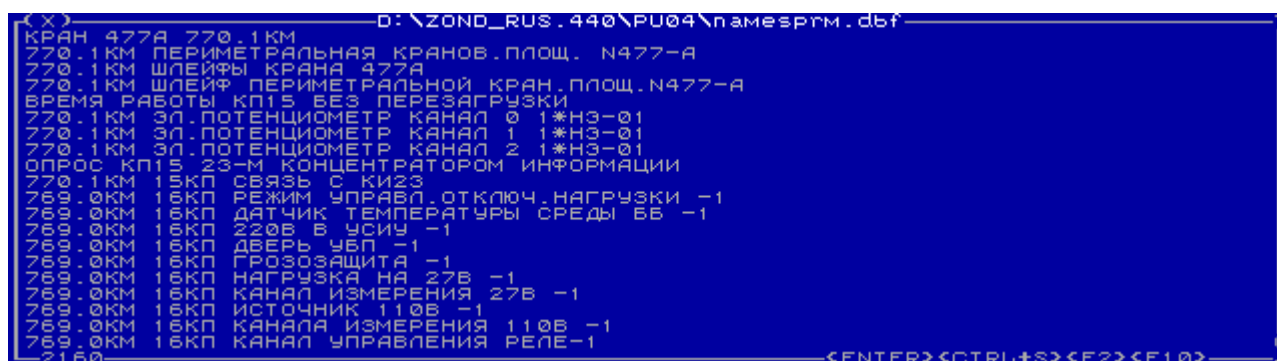 (X) D:\ZOND_RUS.440\PU04\namesprm.dbf
КРАН 477А 770.1КМ
770.1КМ ПЕРИМЕТРАЛЬНАЯ КРАНОВ.ПЛОЩ. N477-А
770.1КМ ШЛЕЙФЫ КРАНА 477А
770.1КМ ШЛЕЙФ ПЕРИМЕТРАЛЬНОЙ КРАН.ПЛОЩ.N477-А
ВРЕМЯ РАБОТЫ КП15 БЕЗ ПЕРЕЗАГРУЗКИ
770.1КМ ЭЛ.ПОТЕНЦИОМЕТР КАНАЛ 0 1*НЭ-01
770.1КМ ЭЛ.ПОТЕНЦИОМЕТР КАНАЛ 1 1*НЭ-01
770.1КМ ЭЛ.ПОТЕНЦИОМЕТР КАНАЛ 2 1*НЭ-01
ОПРОС КП15 23-М КОНЦЕНТРАТОРОМ ИНФОРМАЦИИ
770.1КМ 15КП СВЯЗЬ С КИ23
769.0КМ 16КП РЕЖИМ УПРАВЛ.ОТКЛЮЧ.НАГРУЗКИ -1
769.0КМ 16КП ДАТЧИК ТЕМПЕРАТУРЫ СРЕДЫ ББ -1
769.0КМ 16КП 220В В УСИУ -1
769.0КМ 16КП ДВЕРЬ УБП -1
769.0КМ 16КП ГРОЗОЗАЩИТА -1
769.0КМ 16КП НАГРУЗКА НА 27В -1
769.0КМ 16КП КАНАЛ ИЗМЕРЕНИЯ 27В -1
769.0КМ 16КП ИСТОЧНИК 110В -1
769.0КМ 16КП КАНАЛА ИЗМЕРЕНИЯ 110В -1
769.0КМ 16КП КАНАЛ УПРАВЛЕНИЯ РЕЛЕ-1
2160 <ENTER><CTRL+S><F2><F10>